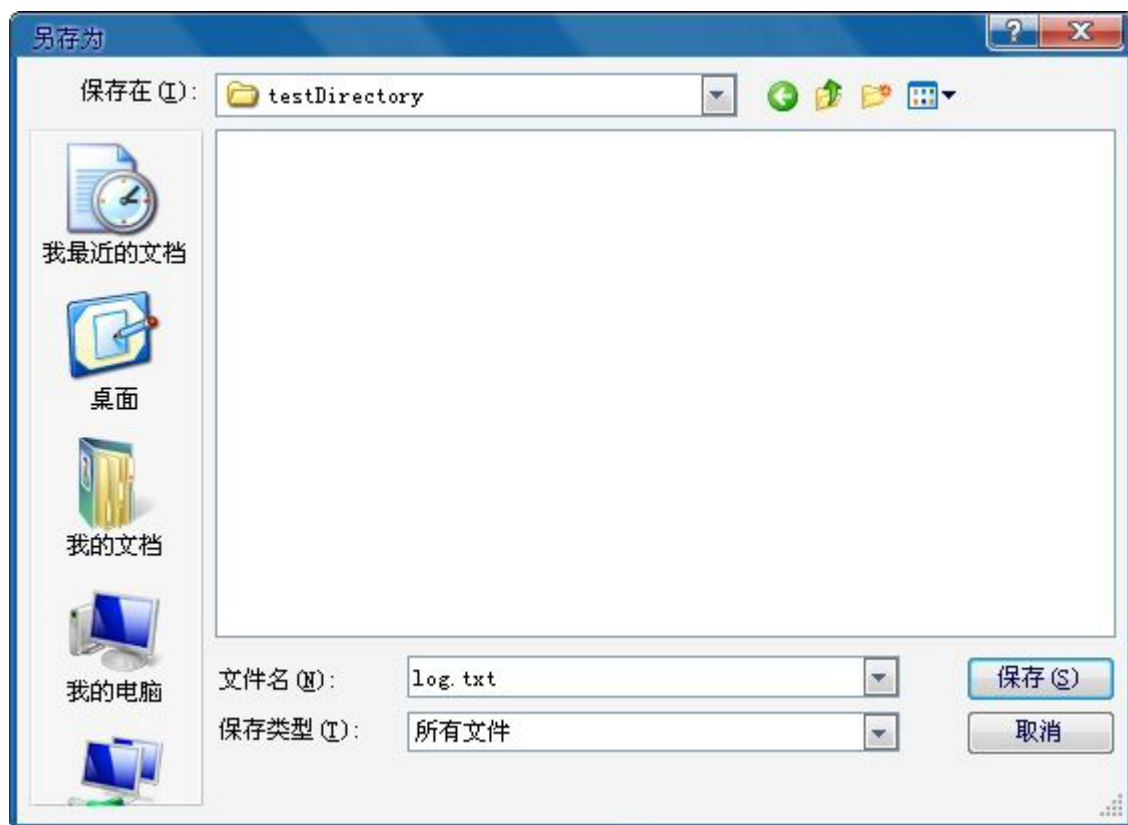 另存为
保存在(I):
testDirectory
我最近的文档
桌面
我的文档
我的电脑
文件名(N):
log.txt
保存(S)
保存类型(T):
所有文件
取消